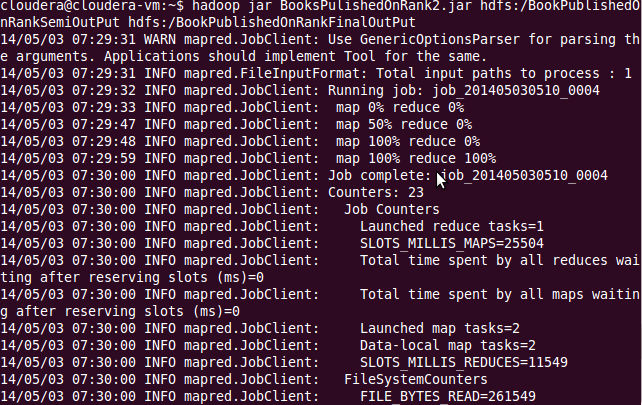 cloudera@cloudera-vm:~$ hadoop jar BooksPulishedOnRank2.jar hdfs:/BookPublishedO
nRankSemiOutPut hdfs:/BookPublishedOnRankFinalOutPut
14/05/03 07:29:31 WARN mapred.JobClient: Use GenericOptionsParser for parsing th
e arguments. Applications should implement Tool for the same.
14/05/03 07:29:31 INFO mapred.FileInputFormat: Total input paths to process : 1
14/05/03 07:29:32 INFO mapred.JobClient: Running job: job_201405030510_0004
14/05/03 07:29:33 INFO mapred.JobClient:  map 0% reduce 0%
14/05/03 07:29:47 INFO mapred.JobClient:  map 50% reduce 0%
14/05/03 07:29:48 INFO mapred.JobClient:  map 100% reduce 0%
14/05/03 07:29:59 INFO mapred.JobClient:  map 100% reduce 100%
14/05/03 07:30:00 INFO mapred.JobClient: Job complete: job_201405030510_0004
14/05/03 07:30:00 INFO mapred.JobClient: Counters: 23
14/05/03 07:30:00 INFO mapred.JobClient:   Job Counters
14/05/03 07:30:00 INFO mapred.JobClient:     Launched reduce tasks=1
14/05/03 07:30:00 INFO mapred.JobClient:     SLOTS_MILLIS_MAPS=25504
14/05/03 07:30:00 INFO mapred.JobClient:     Total time spent by all reduces wai
ting after reserving slots (ms)=0
14/05/03 07:30:00 INFO mapred.JobClient:     Total time spent by all maps waitin
g after reserving slots (ms)=0
14/05/03 07:30:00 INFO mapred.JobClient:     Launched map tasks=2
14/05/03 07:30:00 INFO mapred.JobClient:     Data-local map tasks=2
14/05/03 07:30:00 INFO mapred.JobClient:     SLOTS_MILLIS_REDUCES=11549
14/05/03 07:30:00 INFO mapred.JobClient:   FileSystemCounters
14/05/03 07:30:00 INFO mapred.JobClient:     FILE_BYTES_READ=261549